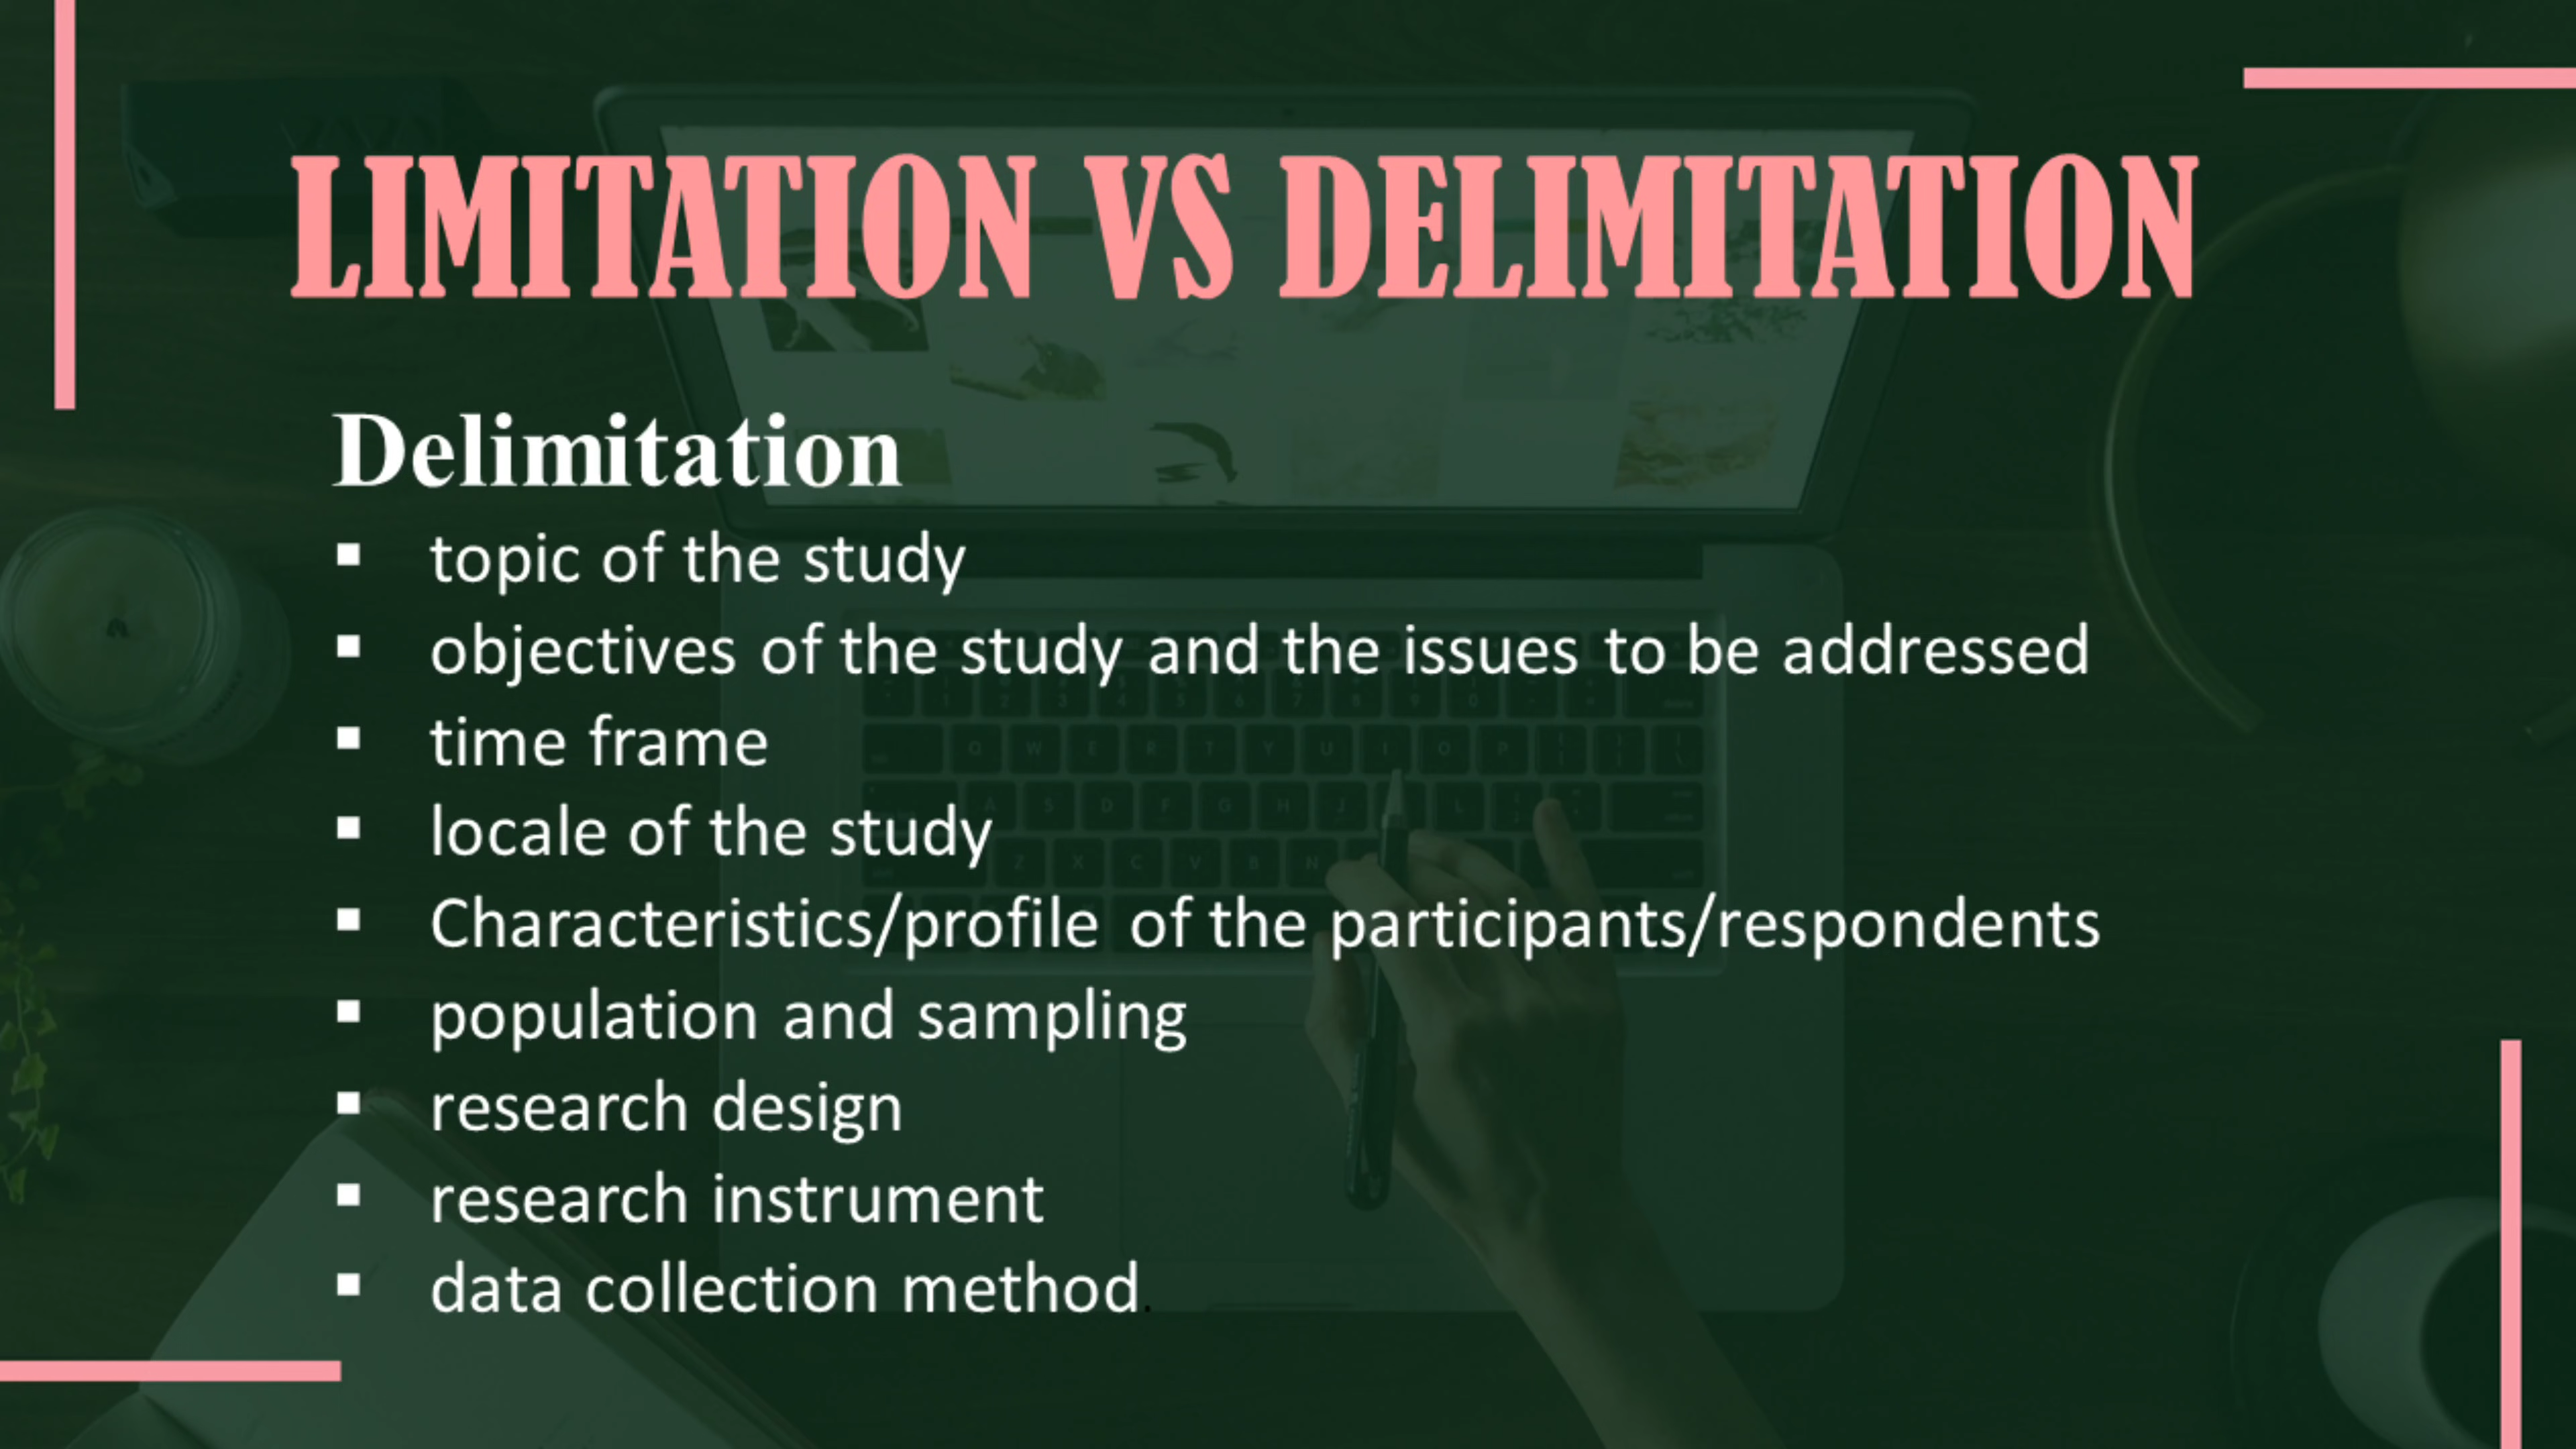 LIMITATION VS DELIMITATION
Delimitation
▪ topic of the study
▪ objectives of the study and the issues to be addressed
▪ time frame
▪ locale of the study
▪ Characteristics/profile of the participants/respondents
▪ population and sampling
▪ research design
▪ research instrument
▪ data collection method.